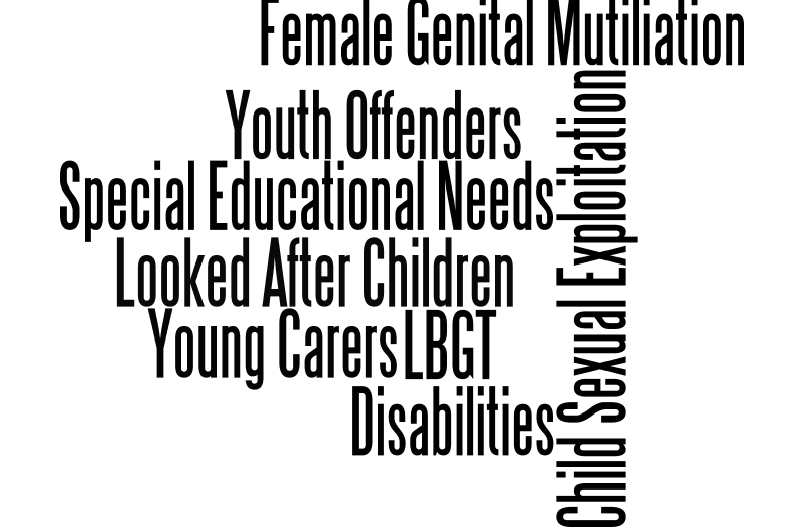 Female Genital Mutiliation
Youth Offenders
Special Educational Needs
Looked After Children
Young Carers
LBGT
Disabilities
Child Sexual Exploitation